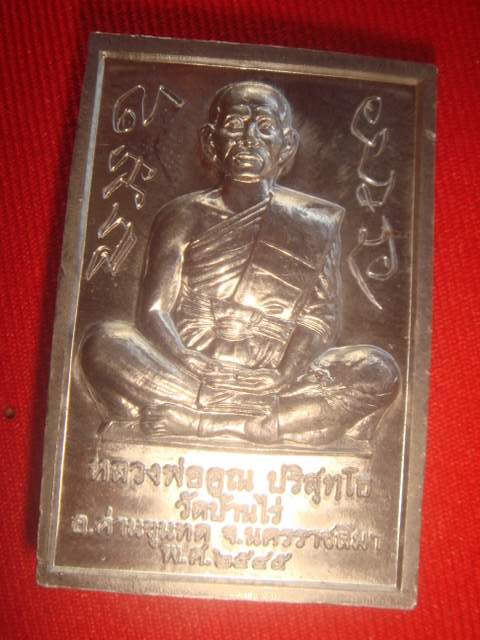 หลวงพ่อคูณ ปริสุทฺโธ
วัดบ้านไร่
อ.ด่านขุนทด จ.นครราชสีมา
พ.ศ.๒๕๔๕